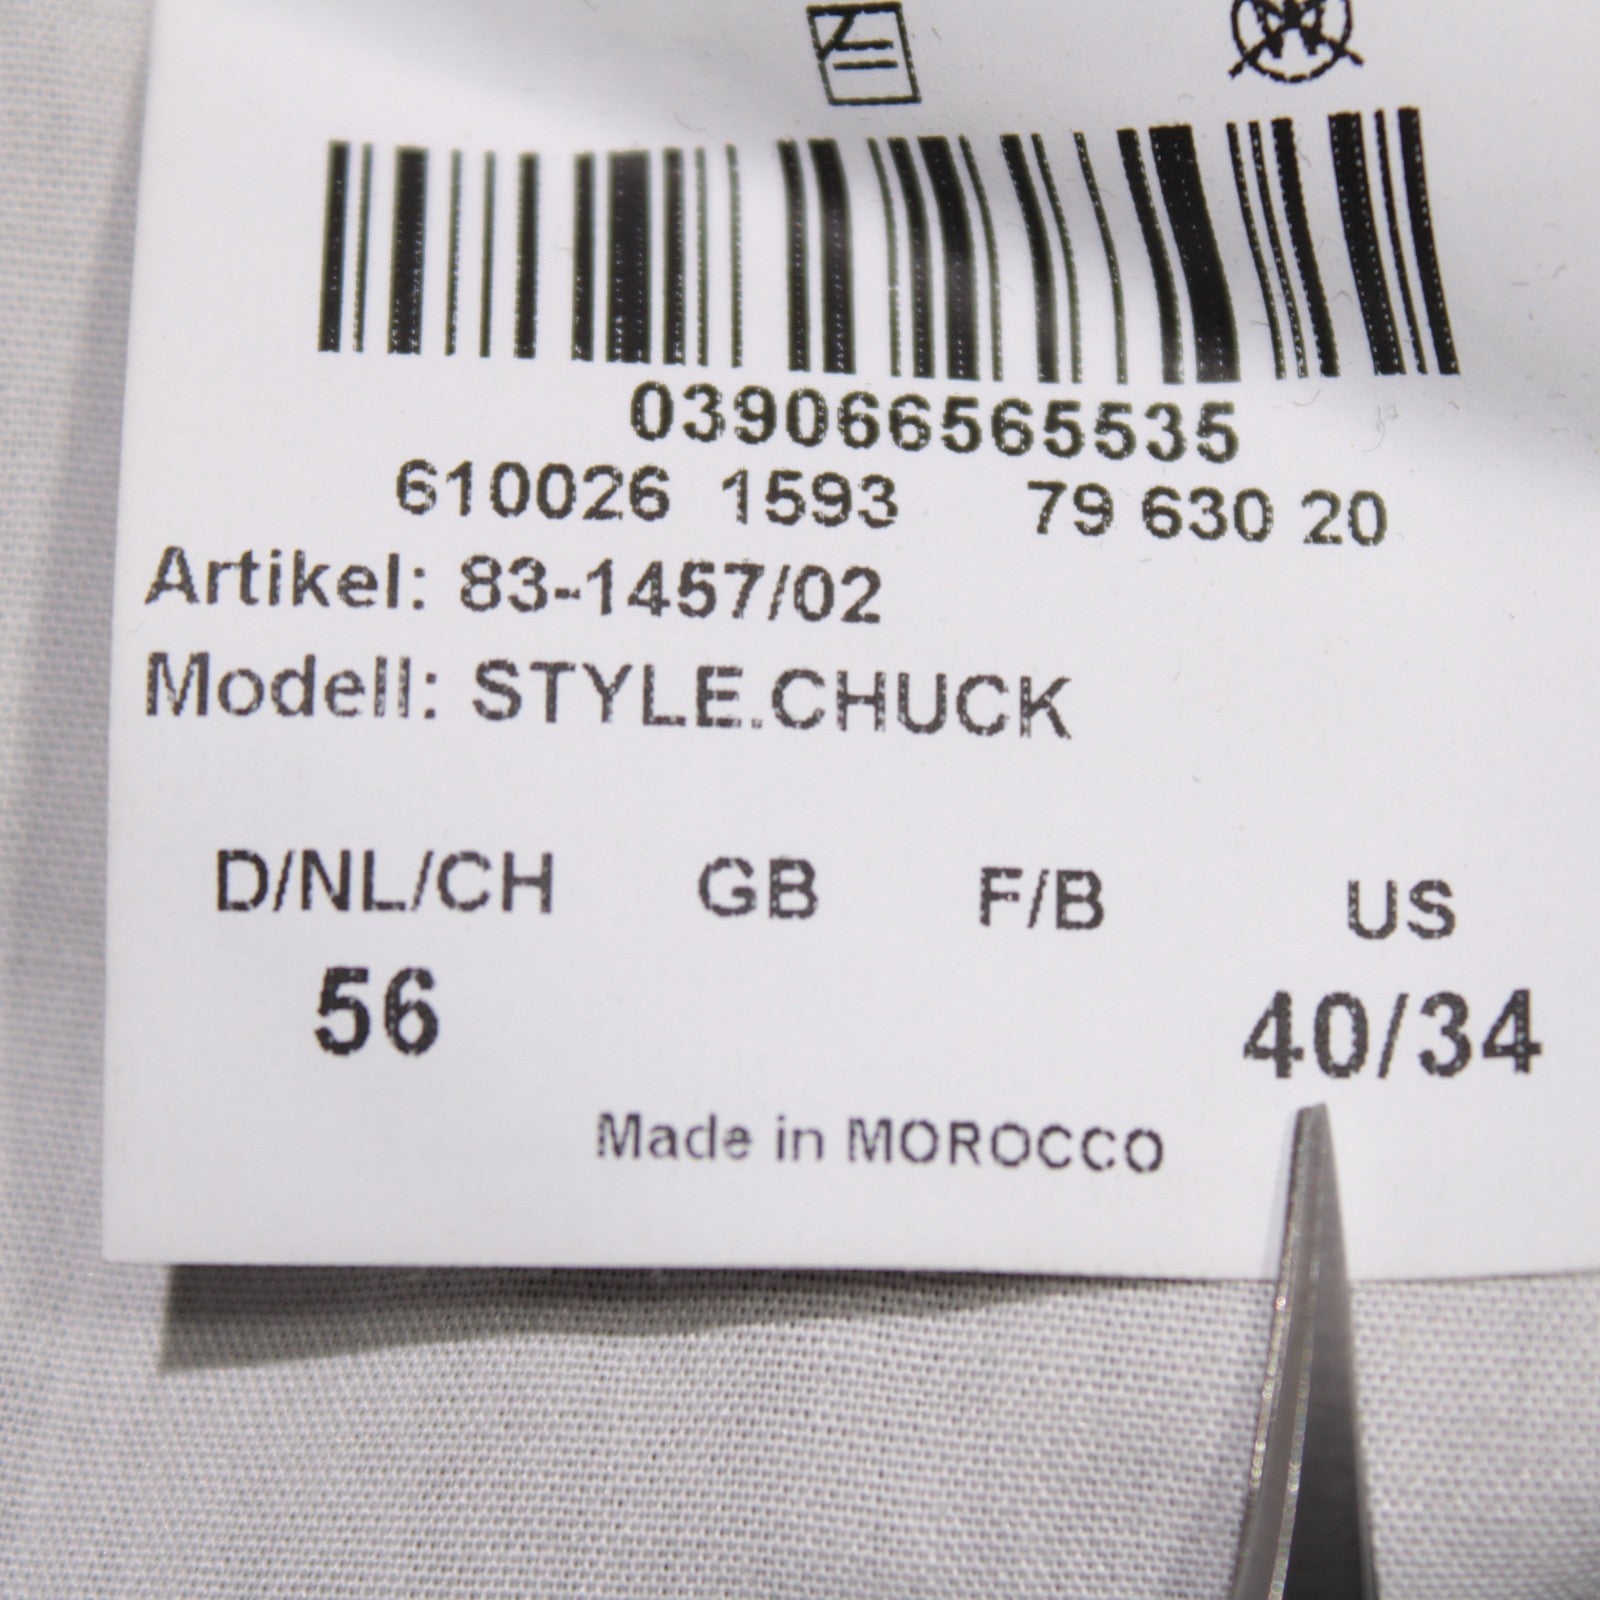 039066565535
610026 1593 79 630 20
Artikel: 83-1457/02
Modell: STYLE.CHUCK
D/NL/CH GB F/B US
56 40/34
Made in MOROCCO